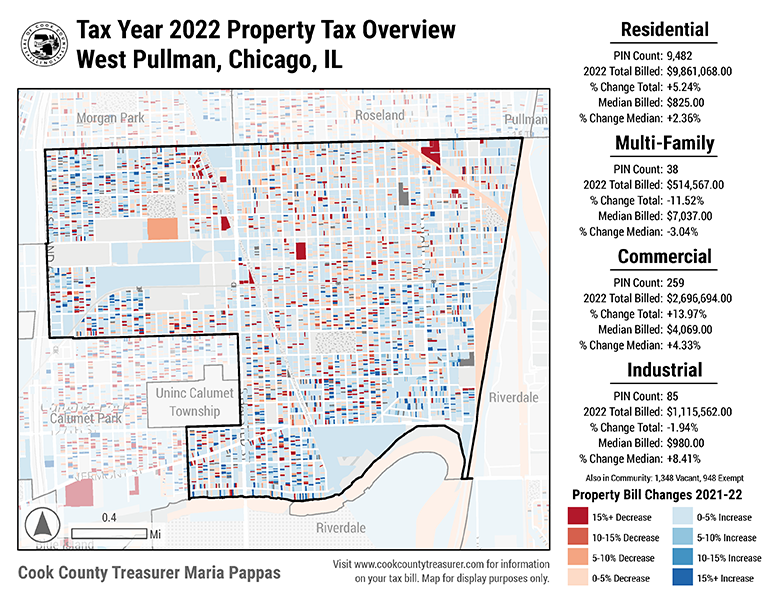 Tax Year 2022 Property Tax Overview
West Pullman, Chicago, IL
Morgan Park
Roseland
Pullman
Uninc Calumet
Township
Calumet Park
Riverdale
Riverdale
0.4
Mi
Cook County Treasurer Maria Pappas
Visit www.cookcountytreasurer.com for information
on your tax bill. Map for display purposes only.
Residential
PIN Count: 9,482
2022 Total Billed: $9,861,068.00
% Change Total: +5.24%
Median Billed: $825.00
% Change Median: +2.36%
Multi-Family
PIN Count: 38
2022 Total Billed: $514,567.00
% Change Total: -11.52%
Median Billed: $7,037.00
% Change Median: -3.04%
Commercial
PIN Count: 259
2022 Total Billed: $2,696,694.00
% Change Total: +13.97%
Median Billed: $4,069.00
% Change Median: +4.33%
Industrial
PIN Count: 85
2022 Total Billed: $1,115,562.00
% Change Total: -1.94%
Median Billed: $980.00
% Change Median: +8.41%
Also in Community: 1,348 Vacant, 948 Exempt
Property Bill Changes 2021-22
15%+ Decrease
0-5% Increase
10-15% Decrease
5-10% Increase
5-10% Decrease
10-15% Increase
0-5% Decrease
15%+ Increase